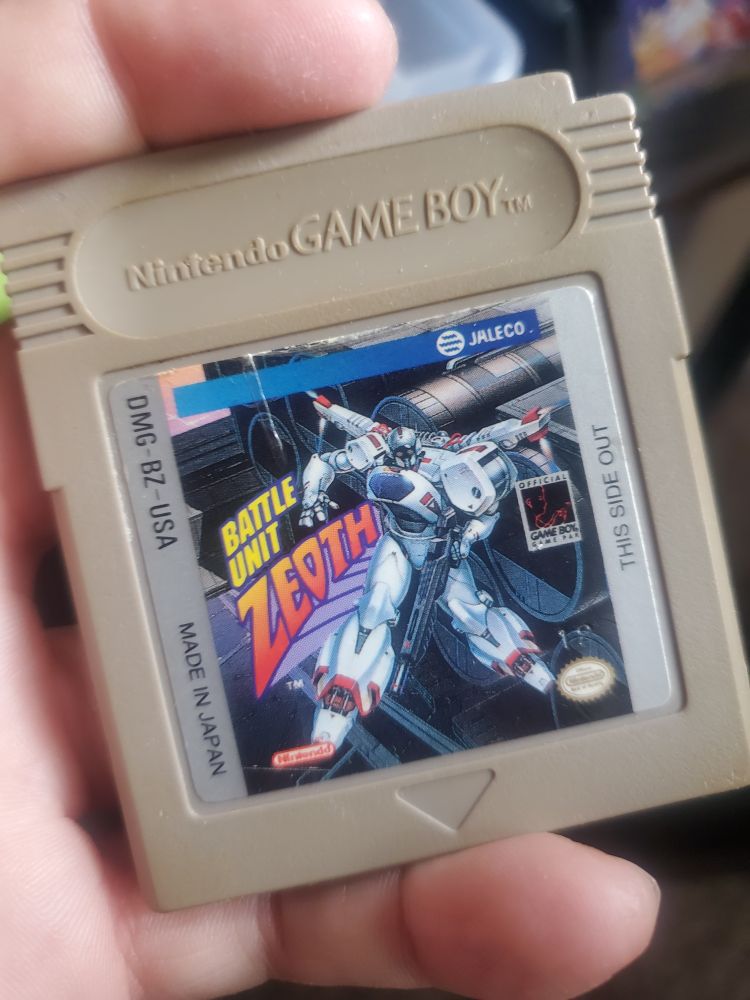 Nintendo GAME BOY TM
JALECO
DMG-BZ-USA
MADE IN JAPAN
BATTLE
UNIT
ZEOTH
TM
OFFICIAL
GAME BOY
GAME PAK
THIS SIDE OUT
Nintendo
Nintendo